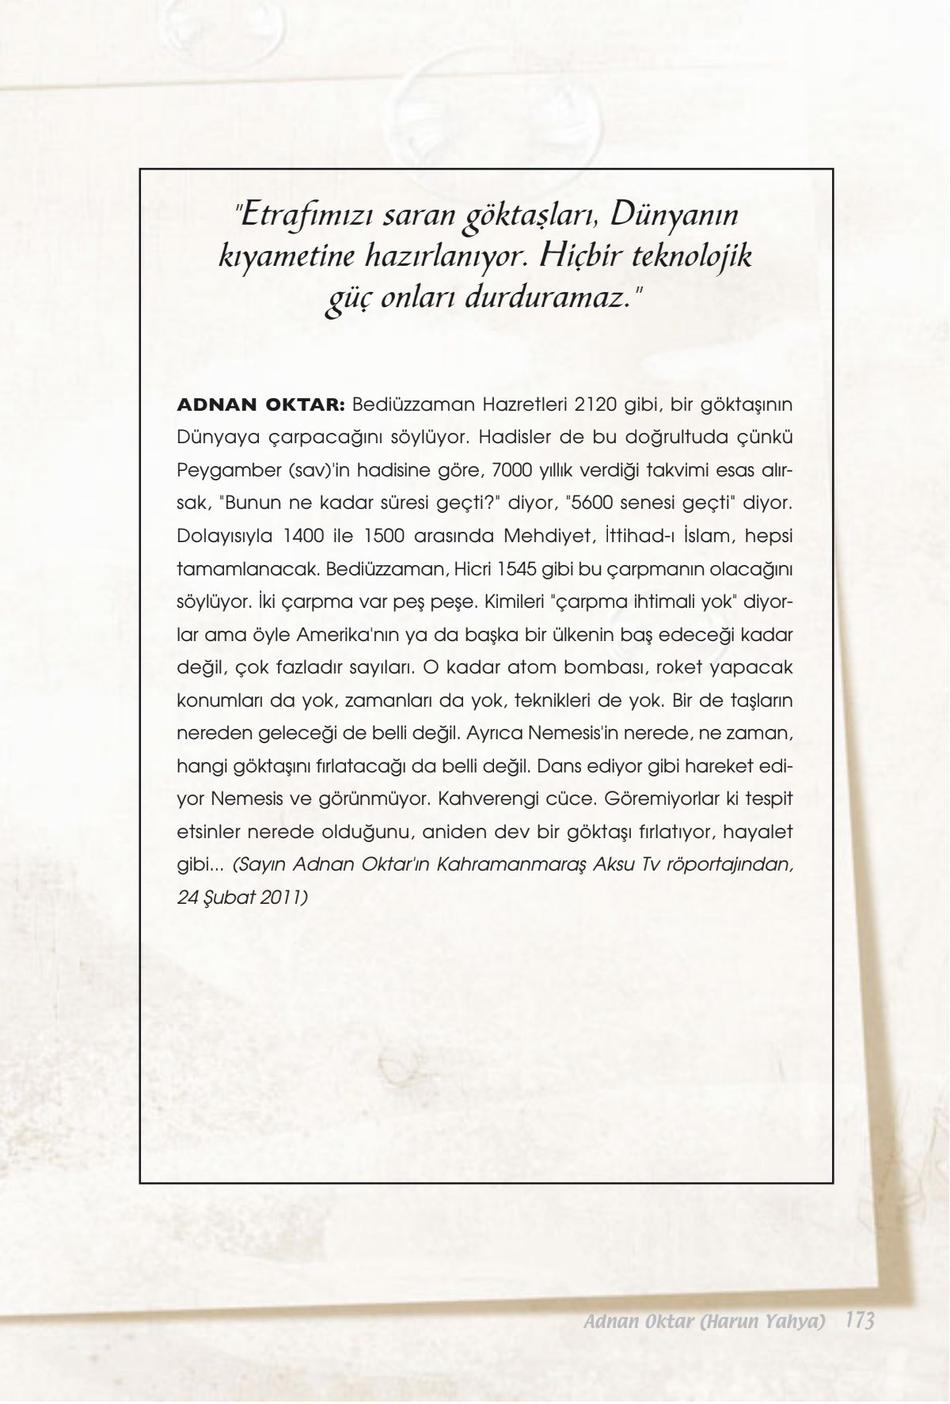 "Etrafımızı saran göktaşları, Dünyanın
kıyametine hazırlanıyor. Hiçbir teknolojik
güç onları durduramaz."
ADNAN OKTAR: Bediüzzaman Hazretleri 2120 gibi, bir göktaşının
Dünyaya çarpacağını söylüyor. Hadisler de bu doğrultuda çünkü
Peygamber (sav)'in hadisine göre, 7000 yıllık verdiği takvimi esas alır-
sak, "Bunun ne kadar süresi geçti?" diyor, "5600 senesi geçti" diyor.
Dolayısıyla 1400 ile 1500 arasında Mehdiyet, İttihad-ı İslam, hepsi
tamamlanacak. Bediüzzaman, Hicri 1545 gibi bu çarpmanın olacağını
söylüyor. İki çarpma var peş peşe. Kimileri "çarpma ihtimali yok" diyor-
lar ama öyle Amerika'nın ya da başka bir ülkenin baş edeceği kadar
değil, çok fazladır sayıları. O kadar atom bombası, roket yapacak
konumları da yok, zamanları da yok, teknikleri de yok. Bir de taşların
nereden geleceği de belli değil. Ayrıca Nemesis'in nerede, ne zaman,
hangi göktaşını fırlatacağı da belli değil. Dans ediyor gibi hareket edi-
yor Nemesis ve görünmüyor. Kahverengi cüce. Göremiyorlar ki tespit
etsinler nerede olduğunu, aniden dev bir göktaşı fırlatıyor, hayalet
gibi... (Sayın Adnan Oktar'ın Kahramanmaraş Aksu Tv röportajından,
24 Şubat 2011)
Adnan Oktar (Harun Yahya) 173